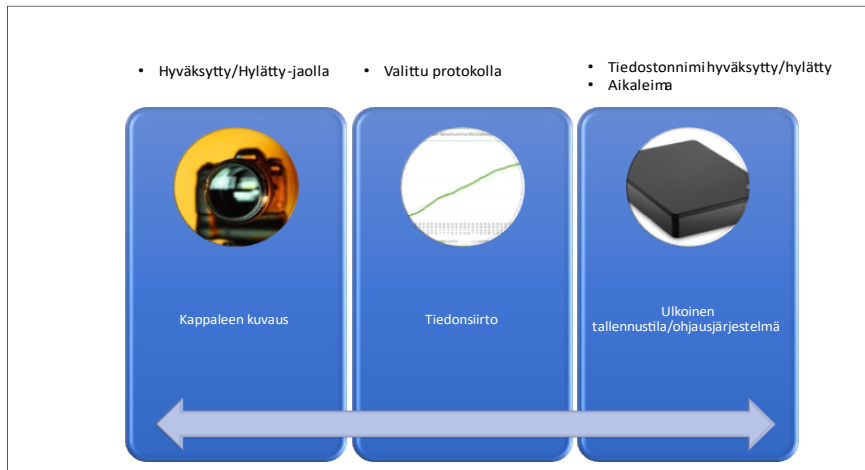 • Hyväksytty/Hylätty-jaolla
• Valittu protokolla
• Tiedostonnimi hyväksytty/hylätty
• Aikaleima
Kappaleen kuvaus
Tiedonsiirto
Ulkoinen
tallennustila/ohjausjärjestelmä